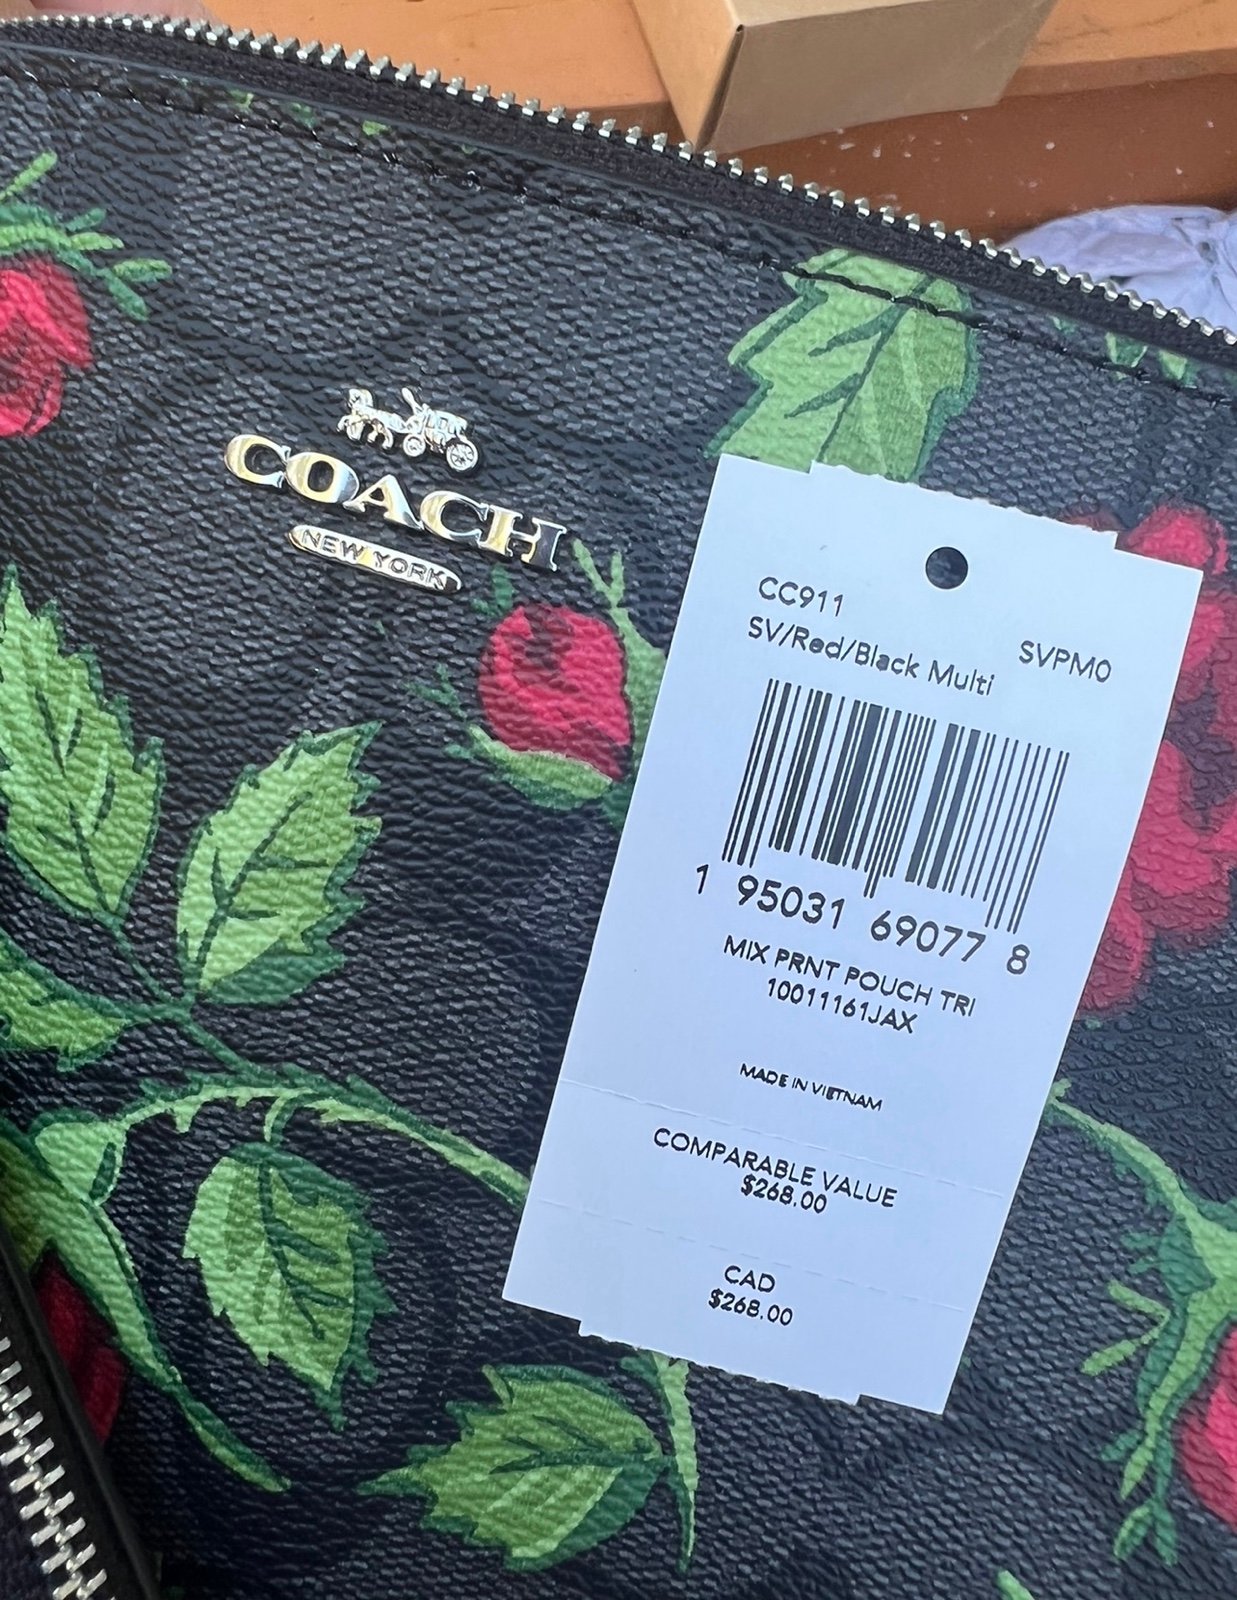 COACH
NEW YORK
CC911
SV/Red/Black Multi SVPM0
1 95031 69077 8
MIX PRNT POUCH TRI
10011161JAX
MADE IN VIETNAM
COMPARABLE VALUE
$268.00
CAD
$268.00